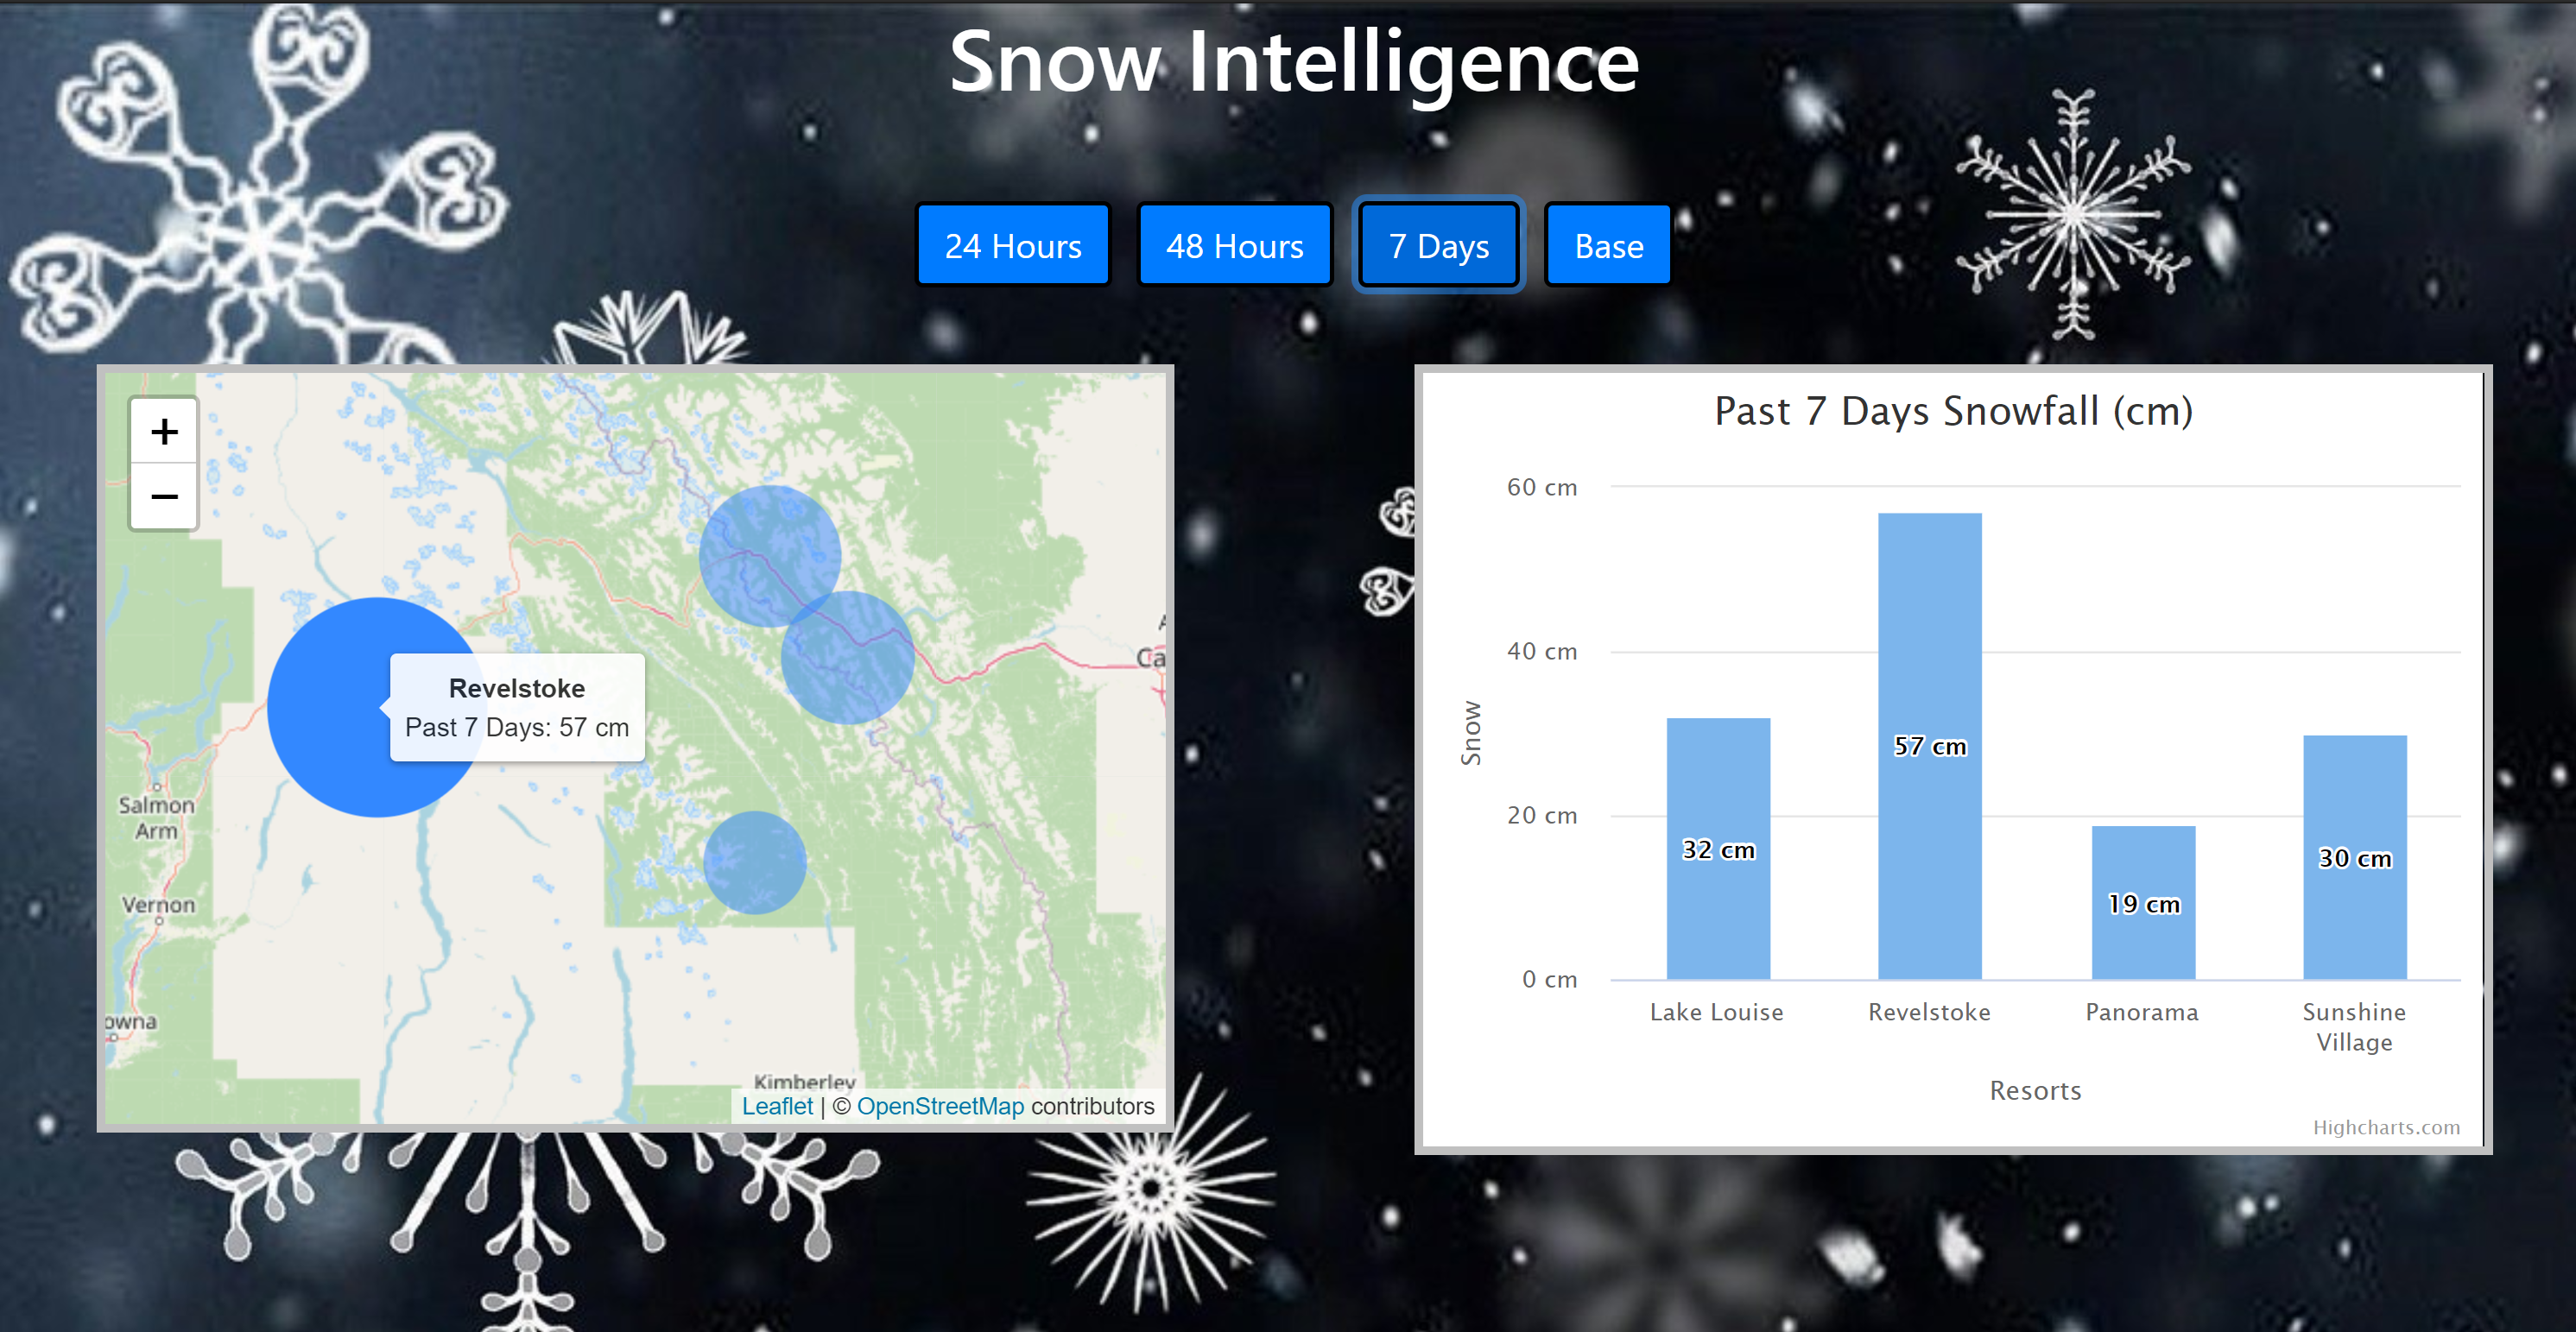 Snow Intelligence
24 Hours
48 Hours
7 Days
Base
+
−
Revelstoke
Past 7 Days: 57 cm
Salmon
Arm
Vernon
owna
Kimberley
Ca
Leaflet | © OpenStreetMap contributors
Past 7 Days Snowfall (cm)
60 cm
40 cm
20 cm
0 cm
Snow
32 cm
57 cm
19 cm
30 cm
Lake Louise
Revelstoke
Panorama
Sunshine
Village
Resorts
Highcharts.com